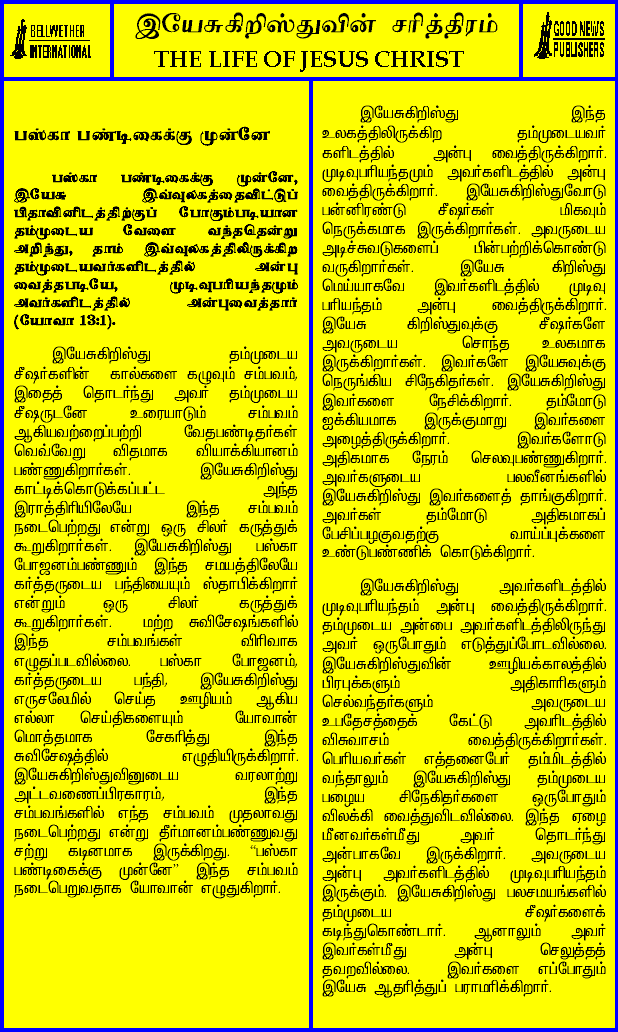 BELLWETHER
INTERNATIONAL
இயேசுகிறிஸ்துவின் சரித்திரம்
THE LIFE OF JESUS CHRIST
GOOD NEWS
PUBLISHERS
பஸ்கா பண்டிகைக்கு முன்னே
பஸ்கா பண்டிகைக்கு முன்னே,
இயேசு இவ்வுலகத்தைவிட்டுப்
பிதாவினிடத்திற்குப் போகும்படியான
தம்முடைய வேளை வந்ததென்று
அறிந்து, தாம் இவ்வுலகத்திலிருக்கிற
தம்முடையவர்களிடத்தில் அன்பு
வைத்தபடியே, முடிவுபரியந்தமும்
அவர்களிடத்தில் அன்புவைத்தார்
(யோவா 13:1).
இயேசுகிறிஸ்து தம்முடைய
சீஷர்களின் கால்களை கழுவும் சம்பவம்,
இதைத் தொடர்ந்து அவர் தம்முடைய
சீஷருடனே உரையாடும் சம்பவம்
ஆகியவற்றைப்பற்றி வேதபண்டிதர்கள்
வெவ்வேறு விதமாக வியாக்கியானம்
பண்ணுகிறார்கள். இயேசுகிறிஸ்து
காட்டிக்கொடுக்கப்பட்ட அந்த
இராத்திரியிலேயே இந்த சம்பவம்
நடைபெற்றது என்று ஒரு சிலர் கருத்துக்
கூறுகிறார்கள். இயேசுகிறிஸ்து பஸ்கா
போஜனம்பண்ணும் இந்த சமயத்திலேயே
கர்த்தருடைய பந்தியையும் ஸ்தாபிக்கிறார்
என்றும் ஒரு சிலர் கருத்துக்
கூறுகிறார்கள். மற்ற சுவிசேஷங்களில்
இந்த சம்பவங்கள் விரிவாக
எழுதப்படவில்லை. பஸ்கா போஜனம்,
கர்த்தருடைய பந்தி, இயேசுகிறிஸ்து
எருசலேமில் செய்த ஊழியம் ஆகிய
எல்லா செய்திகளையும் யோவான்
மொத்தமாக சேகரித்து இந்த
சுவிசேஷத்தில் எழுதியிருக்கிறார்.
இயேசுகிறிஸ்துவினுடைய வரலாற்று
அட்டவணைப்பிரகாரம், இந்த
சம்பவங்களில் எந்த சம்பவம் முதலாவது
நடைபெற்றது என்று தீர்மானம்பண்ணுவது
சற்று கடினமாக இருக்கிறது. "பஸ்கா
பண்டிகைக்கு முன்னே" இந்த சம்பவம்
நடைபெறுவதாக யோவான் எழுதுகிறார்.
இயேசுகிறிஸ்து இந்த
உலகத்திலிருக்கிற தம்முடையவர்
களிடத்தில் அன்பு வைத்திருக்கிறார்.
முடிவுபரியந்தமும் அவர்களிடத்தில் அன்பு
வைத்திருக்கிறார். இயேசுகிறிஸ்துவோடு
பன்னிரண்டு சீஷர்கள் மிகவும்
நெருக்கமாக இருக்கிறார்கள். அவருடைய
அடிச்சுவடுகளைப் பின்பற்றிக்கொண்டு
வருகிறார்கள். இயேசு கிறிஸ்து
மெய்யாகவே இவர்களிடத்தில் முடிவு
பரியந்தம் அன்பு வைத்திருக்கிறார்.
இயேசு கிறிஸ்துவுக்கு சீஷர்களே
அவருடைய சொந்த உலகமாக
இருக்கிறார்கள். இவர்களே இயேசுவுக்கு
நெருங்கிய சிநேகிதர்கள். இயேசுகிறிஸ்து
இவர்களை நேசிக்கிறார். தம்மோடு
ஐக்கியமாக இருக்குமாறு இவர்களை
அழைத்திருக்கிறார். இவர்களோடு
அதிகமாக நேரம் செலவுபண்ணுகிறார்.
அவர்களுடைய பலவீனங்களில்
இயேசுகிறிஸ்து இவர்களைத் தாங்குகிறார்.
அவர்கள் தம்மோடு அதிகமாகப்
பேசிப்பழகுவதற்கு வாய்ப்புக்களை
உண்டுபண்ணிக் கொடுக்கிறார்.
இயேசுகிறிஸ்து அவர்களிடத்தில்
முடிவுபரியந்தம் அன்பு வைத்திருக்கிறார்.
தம்முடைய அன்பை அவர்களிடத்திலிருந்து
அவர் ஒருபோதும் எடுத்துப்போடவில்லை.
இயேசுகிறிஸ்துவின் ஊழியக்காலத்தில்
பிரபுக்களும் அதிகாரிகளும்
செல்வந்தர்களும் அவருடைய
உபதேசத்தைக் கேட்டு அவரிடத்தில்
விசுவாசம் வைத்திருக்கிறார்கள்.
பெரியவர்கள் எத்தனைபேர் தம்மிடத்தில்
வந்தாலும் இயேசுகிறிஸ்து தம்முடைய
பழைய சிநேகிதர்களை ஒருபோதும்
விலக்கி வைத்துவிடவில்லை. இந்த ஏழை
மீனவர்கள்மீது அவர் தொடர்ந்து
அன்பாகவே இருக்கிறார். அவருடைய
அன்பு அவர்களிடத்தில் முடிவுபரியந்தம்
இருக்கும். இயேசுகிறிஸ்து பலசமயங்களில்
தம்முடைய சீஷர்களைக்
கடிந்துகொண்டார். ஆனாலும் அவர்
இவர்கள்மீது அன்பு செலுத்தத்
தவறவில்லை. இவர்களை எப்போதும்
இயேசு ஆதரித்துப் பராமரிக்கிறார்.